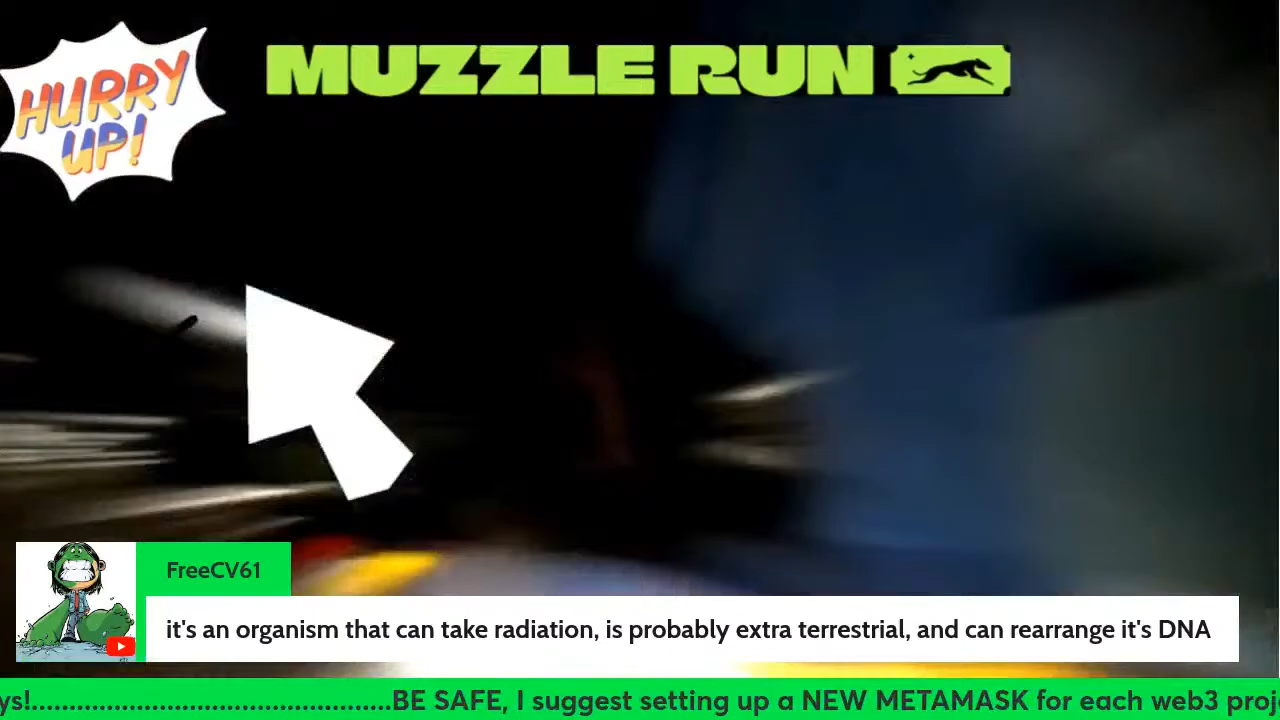 HURRY
UP!
MUZZLE RUN
FreeCV61
it's an organism that can take radiation, is probably extra terrestrial, and can rearrange it's DNA
ys!................................................BE SAFE, I suggest setting up a NEW METAMASK for each web3 proj